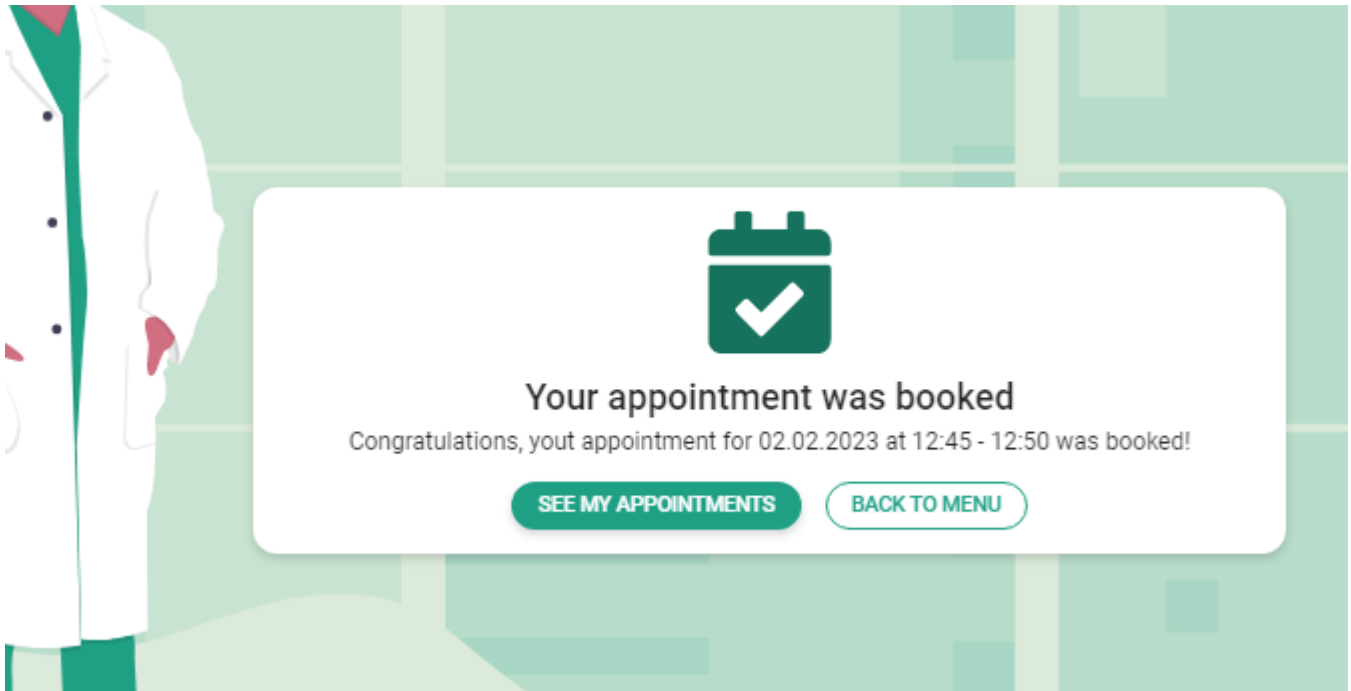 Your appointment was booked
Congratulations, yout appointment for 02.02.2023 at 12:45 - 12:50 was booked!
SEE MY APPOINTMENTS BACK TO MENU